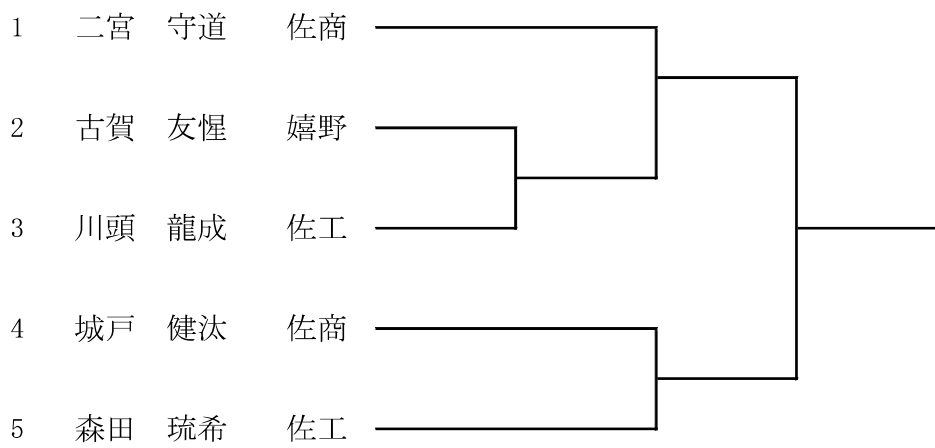 1 二宮 守道 佐商
2 古賀 友惺 嬉野
3 川頭 龍成 佐工
4 城戸 健汰 佐商
5 森田 琉希 佐工